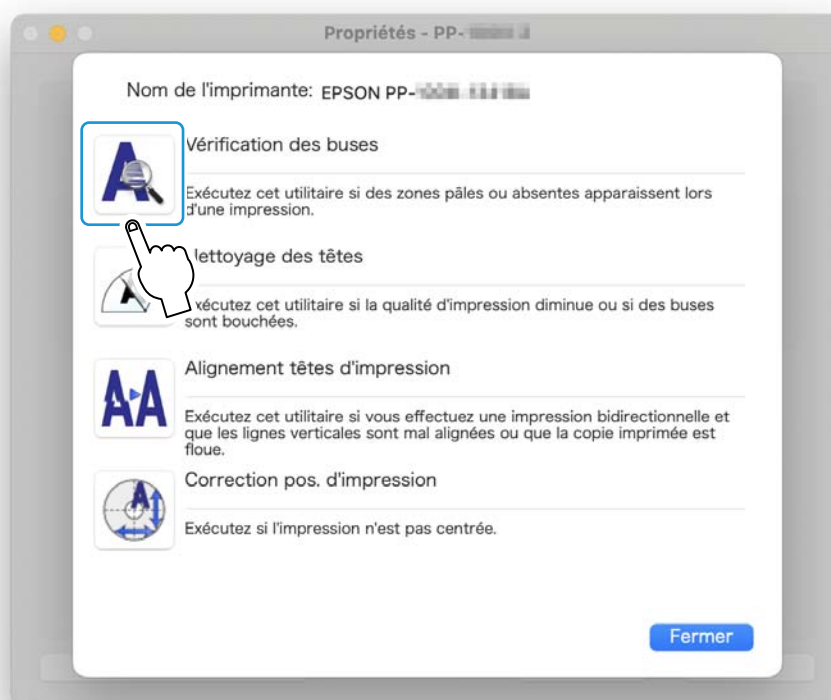 Propriétés - PP-
Nom de l'imprimante: EPSON PP-
Vérification des buses
Exécutez cet utilitaire si des zones pâles ou absentes apparaissent lors
d'une impression.
Nettoyage des têtes
Exécutez cet utilitaire si la qualité d'impression diminue ou si des buses
sont bouchées.
Alignement têtes d'impression
Exécutez cet utilitaire si vous effectuez une impression bidirectionnelle et
que les lignes verticales sont mal alignées ou que la copie imprimée est
floue.
Correction pos. d'impression
Exécutez si l'impression n'est pas centrée.
Fermer